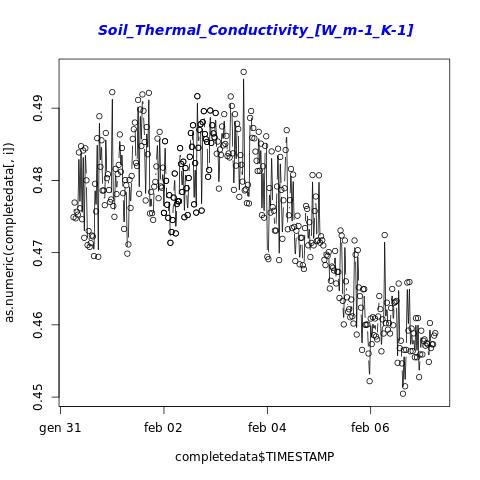 Soil_Thermal_Conductivity_[W_m-1_K-1]
as.numeric(completedata[, i])
0.49
0.48
0.47
0.46
0.45
gen 31
feb 02
feb 04
feb 06
completedata$TIMESTAMP